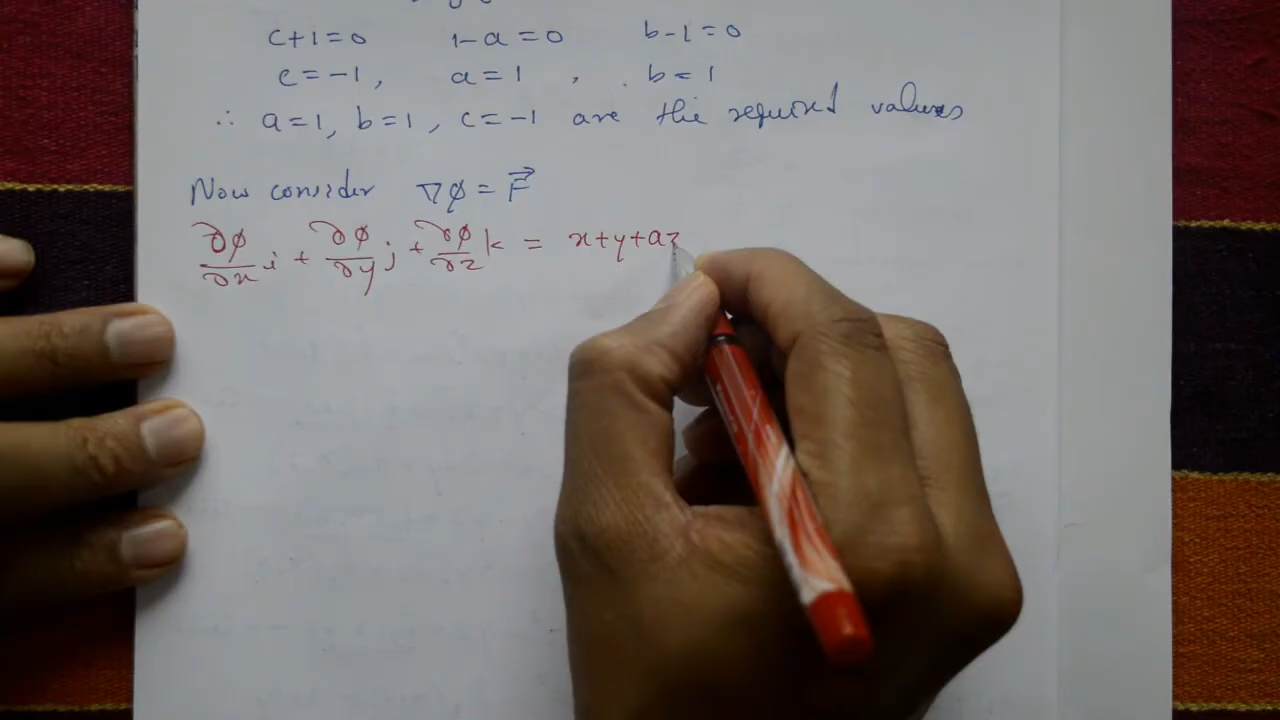 c+1=0 1-a=0 b-1=0
c=-1, a=1 , b=1
∴ a=1, b=1, c=-1 are the required values
Now consider ∇φ = F⃗
∂φ/∂x i + ∂φ/∂y j + ∂φ/∂z k = x+y+az